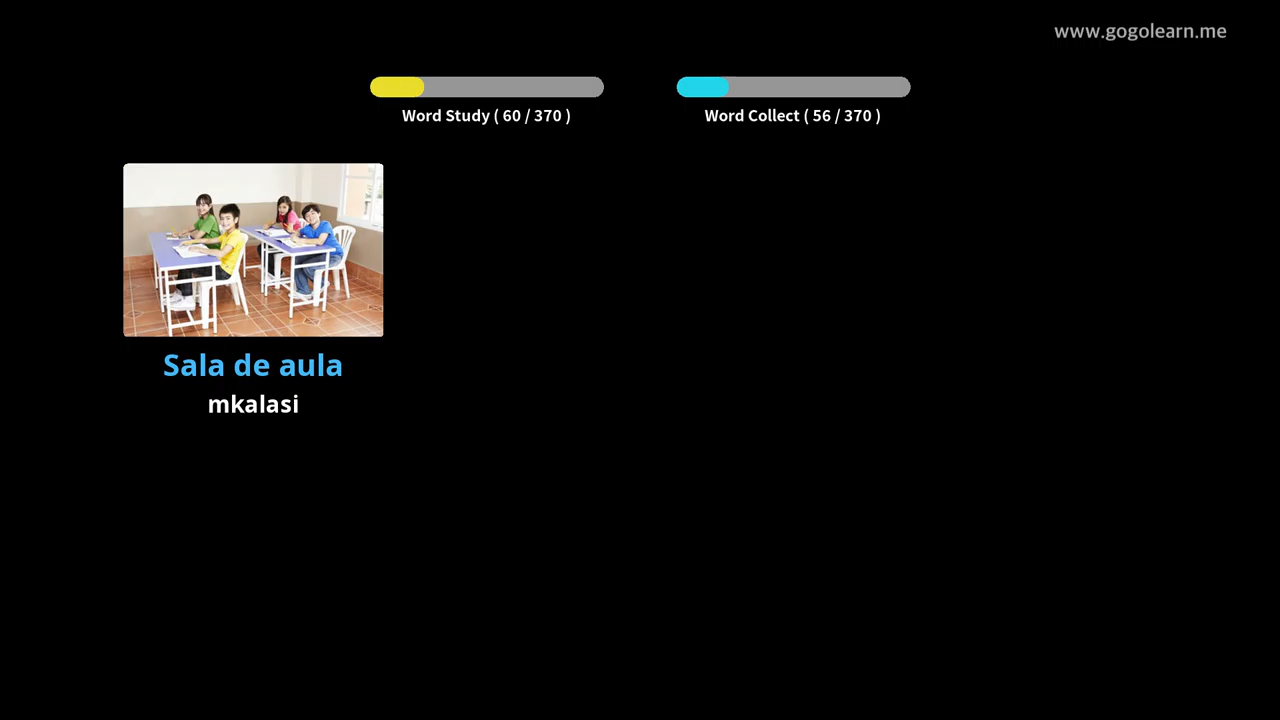 www.gogolearn.me
Word Study ( 60 / 370 )
Word Collect ( 56 / 370 )
Sala de aula
mkalasi